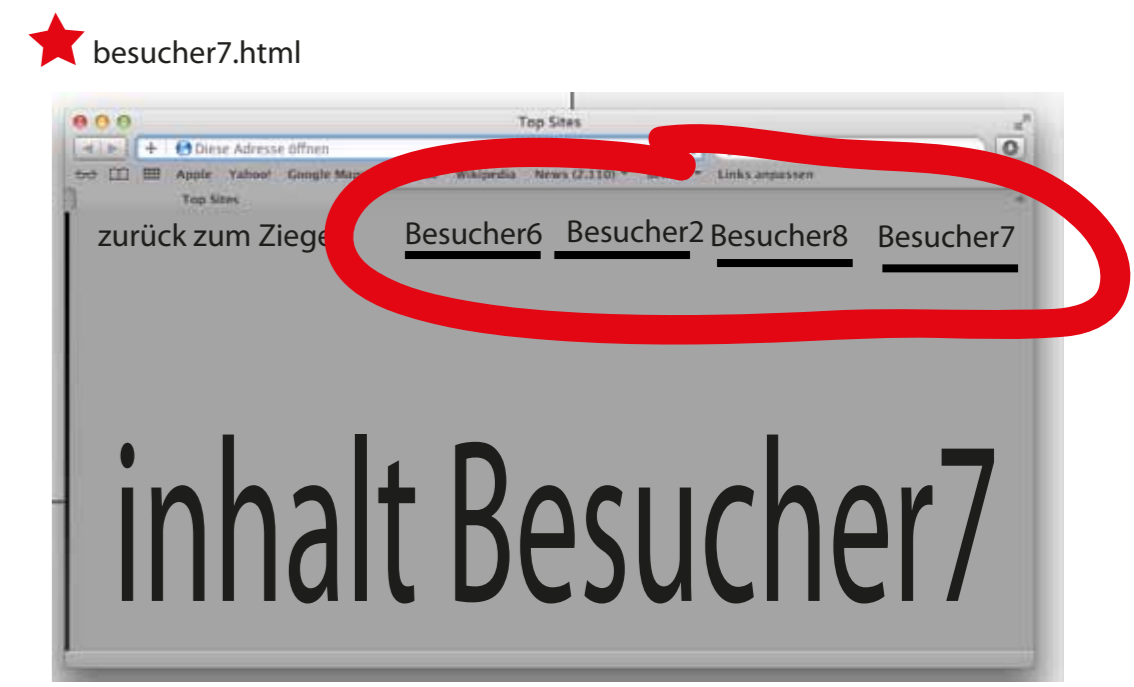 besucher7.html
Top Sites
Diese Adresse öffnen
Apple Yahoo! Google Maps Wikipedia News (2.310) Links anpassen
Top Sites
zurück zum Ziege
Besucher6 Besucher2 Besucher8 Besucher7
inhalt Besucher7